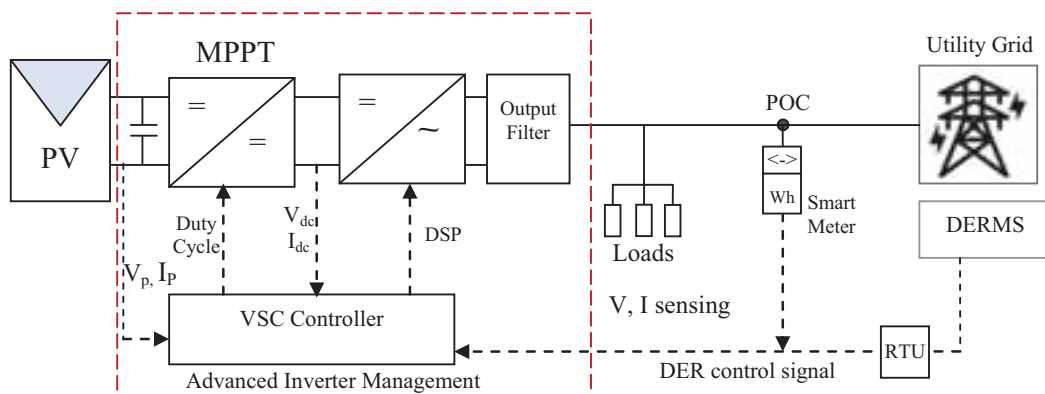 Utility Grid
MPPT
PV
=
=
=
~
Output
Filter
POC
<->
Wh
Smart
Meter
DERMS
Loads
Duty
Cycle
Vdc
Idc
DSP
Vp, IP
VSC Controller
V, I sensing
RTU
DER control signal
Advanced Inverter Management